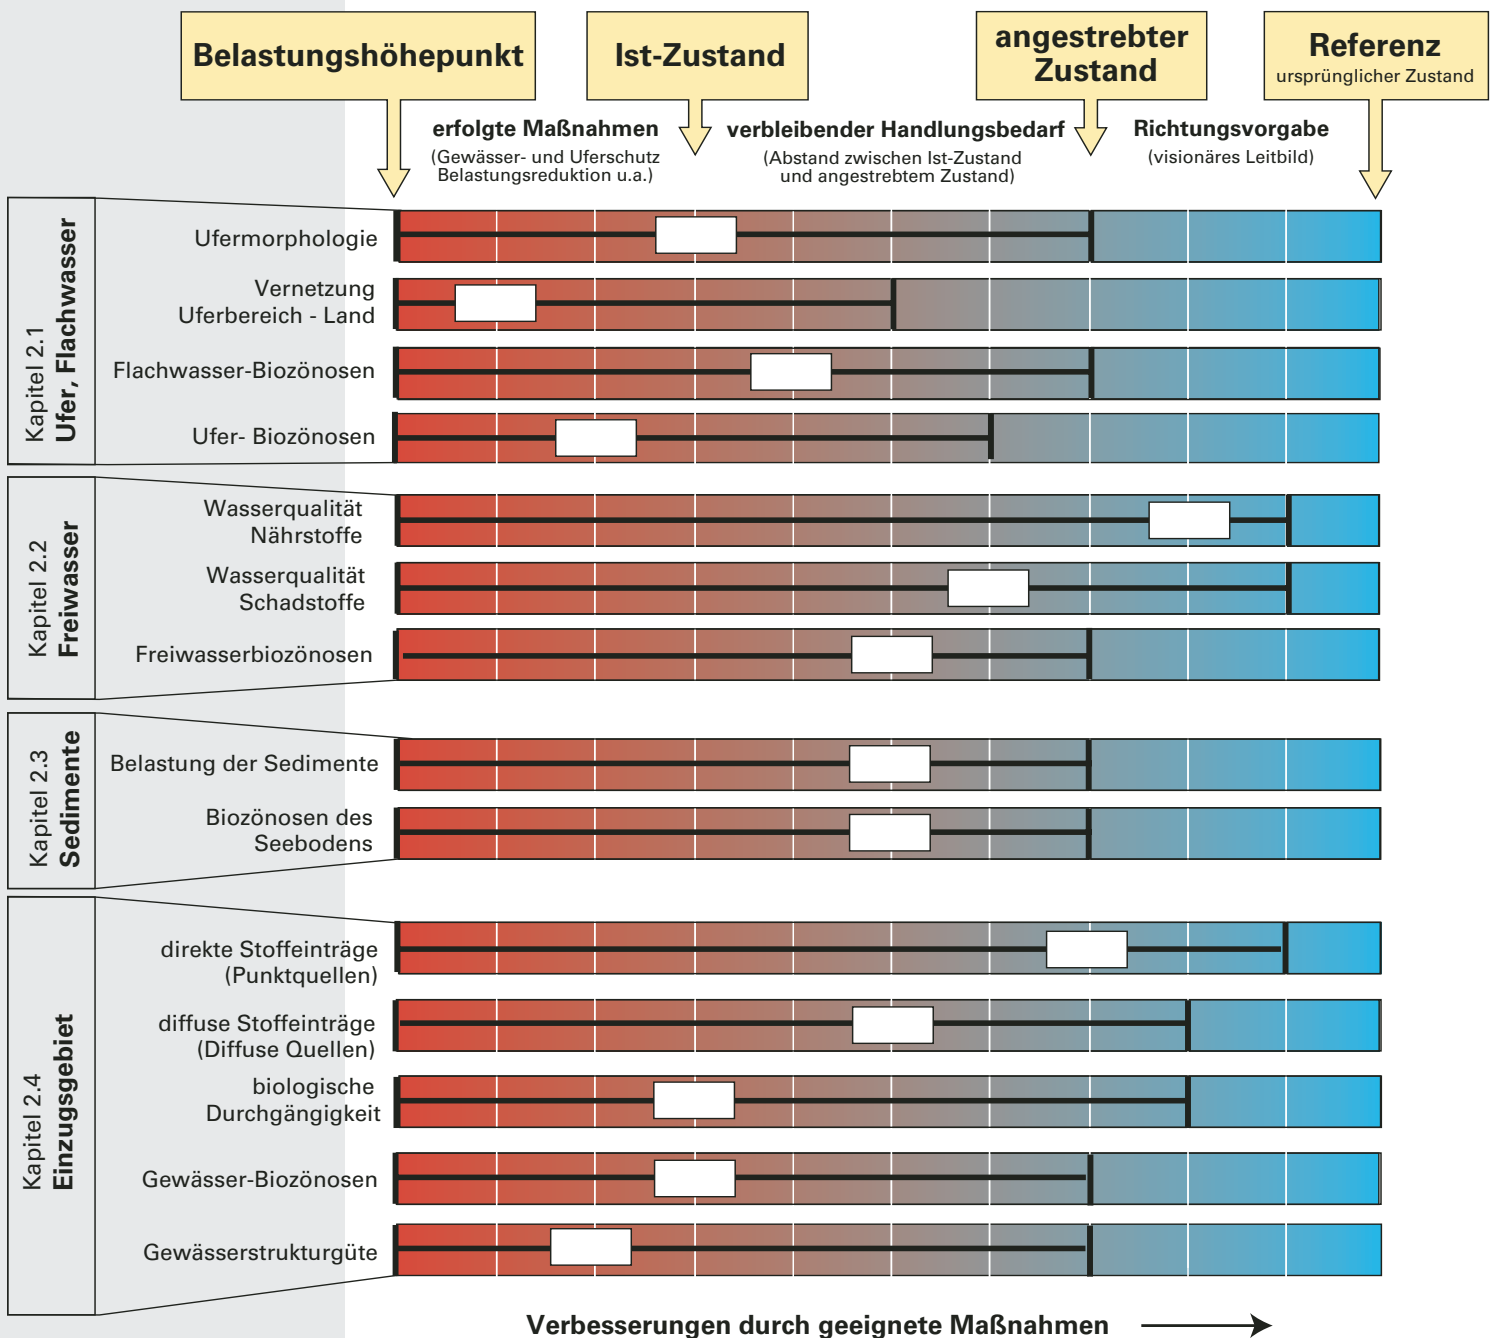 Belastungshöhepunkt
Ist-Zustand
angestrebter
Zustand
Referenz
ursprünglicher Zustand
erfolgte Maßnahmen
(Gewässer- und Uferschutz
Belastungsreduktion u.a.)
verbleibender Handlungsbedarf
(Abstand zwischen Ist-Zustand
und angestrebtem Zustand)
Richtungsvorgabe
(visionäres Leitbild)
Kapitel 2.1
Ufer, Flachwasser
Ufermorphologie
Vernetzung
Uferbereich - Land
Flachwasser-Biozönosen
Ufer- Biozönosen
Kapitel 2.2
Freiwasser
Wasserqualität
Nährstoffe
Wasserqualität
Schadstoffe
Freiwasserbiozönosen
Kapitel 2.3
Sedimente
Belastung der Sedimente
Biozönosen des
Seebodens
Kapitel 2.4
Einzugsgebiet
direkte Stoffeinträge
(Punktquellen)
diffuse Stoffeinträge
(Diffuse Quellen)
biologische
Durchgängigkeit
Gewässer-Biozönosen
Gewässerstrukturgüte
Verbesserungen durch geeignete Maßnahmen